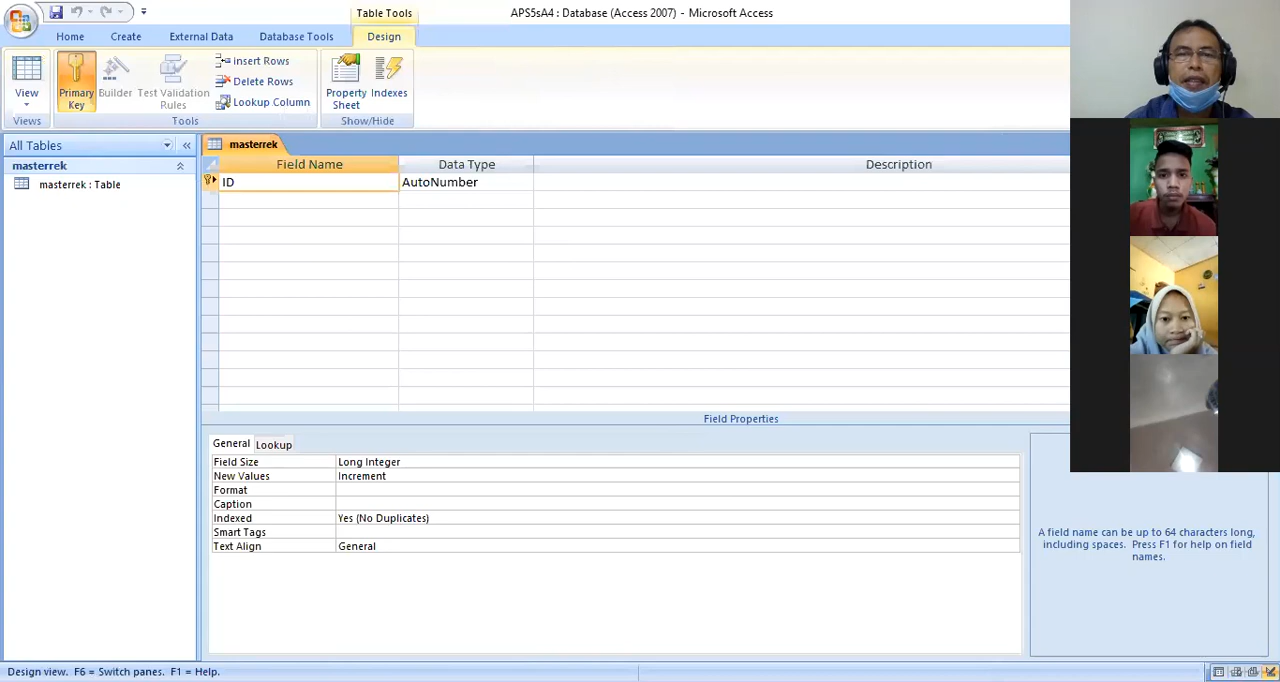 Table Tools
APS5sA4 : Database (Access 2007) - Microsoft Access
Home Create External Data Database Tools Design
View
Primary Key
Builder
Test Validation Rules
Insert Rows
Delete Rows
Lookup Column
Property Sheet
Indexes
Views Tools Show/Hide
All Tables «
masterrek
masterrek : Table
masterrek
Field Name Data Type Description
ID AutoNumber
Field Properties
General Lookup
Field Size Long Integer
New Values Increment
Format
Caption
Indexed Yes (No Duplicates)
Smart Tags
Text Align General
A field name can be up to 64 characters long,
including spaces. Press F1 for help on field
names.
Design view. F6 = Switch panes. F1 = Help.